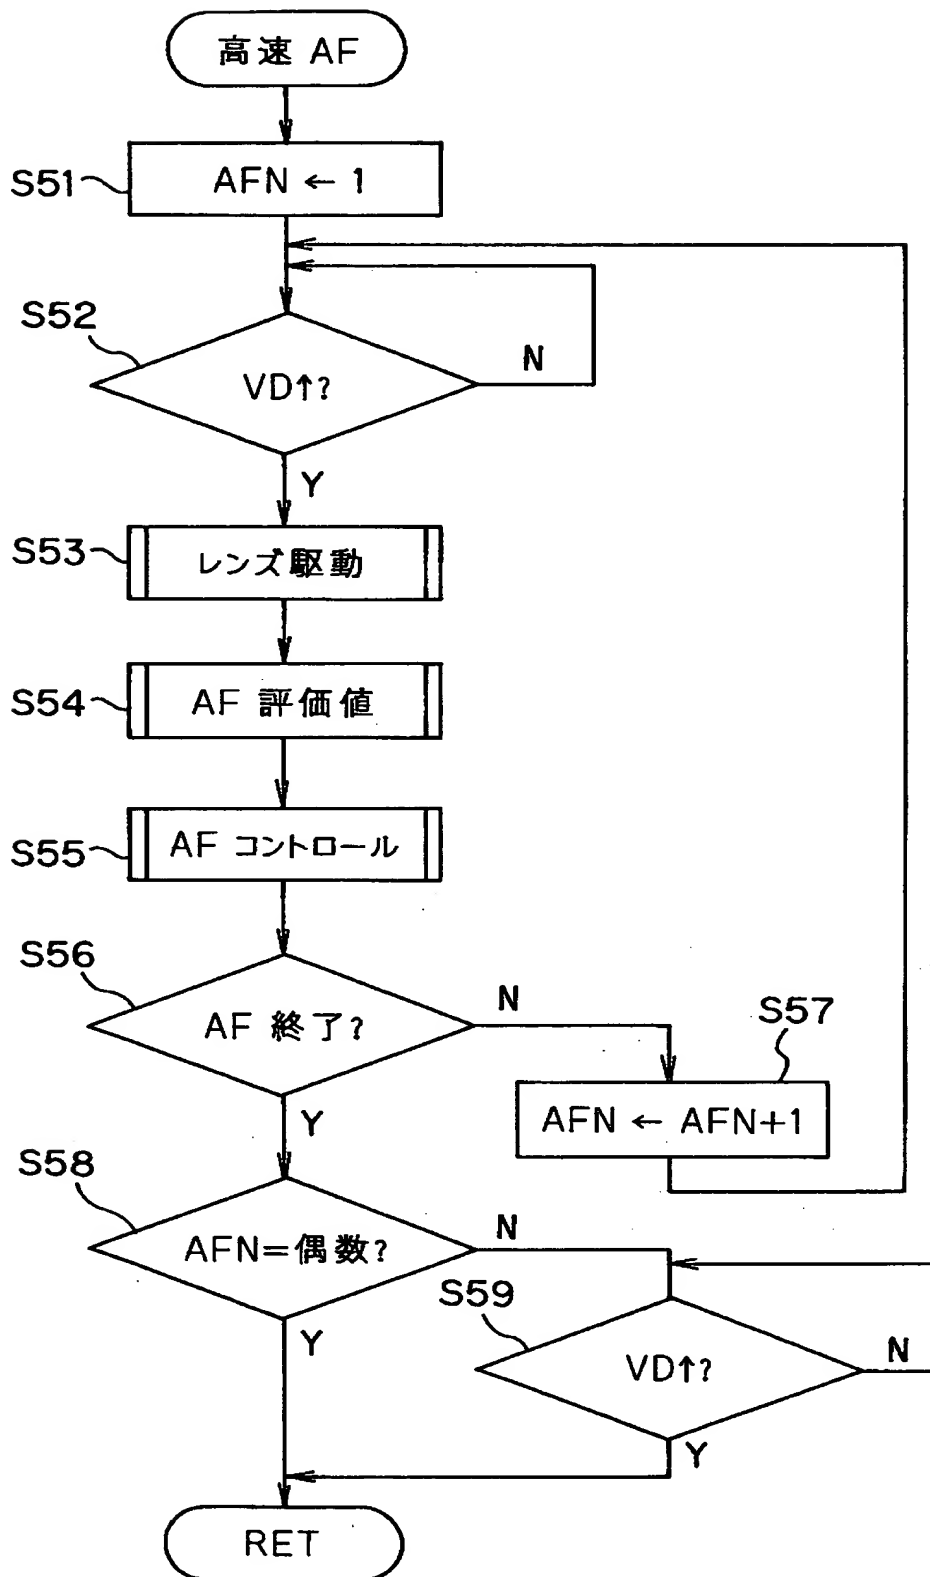 高速 AF
S51
AFN ← 1
S52
VD↑?
N
Y
S53
レンズ駆動
S54
AF 評価値
S55
AF コントロール
S56
AF 終了?
N
Y
S57
AFN ← AFN+1
S58
AFN=偶数?
N
Y
S59
VD↑?
N
Y
RET